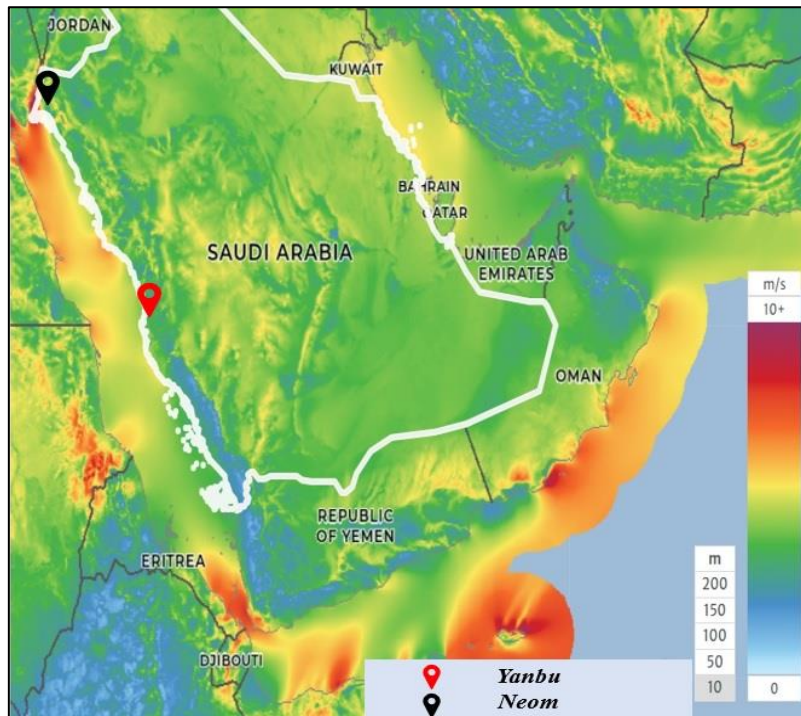 JORDAN
KUWAIT
BAHRAIN
QATAR
SAUDI ARABIA
UNITED ARAB
EMIRATES
OMAN
REPUBLIC
OF YEMEN
ERITREA
DJIBOUTI
m/s
10+
0
m
200
150
100
50
10
Yanbu
Neom